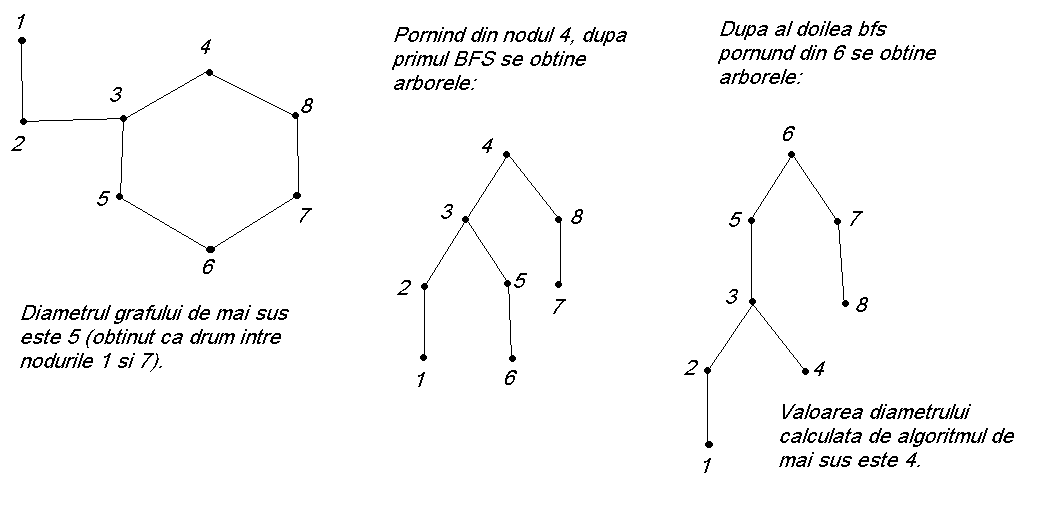 1
2
3
4
5
6
7
8
Diametrul grafului de mai sus
este 5 (obtinut ca drum intre
nodurile 1 si 7).
Pornind din nodul 4, dupa
primul BFS se obtine
arborele:
4
3
8
2
5
7
1
6
Dupa al doilea bfs
pornund din 6 se obtine
arborele:
6
5
7
3
8
2
4
1
Valoarea diametrului
calculata de algoritmul de
mai sus este 4.